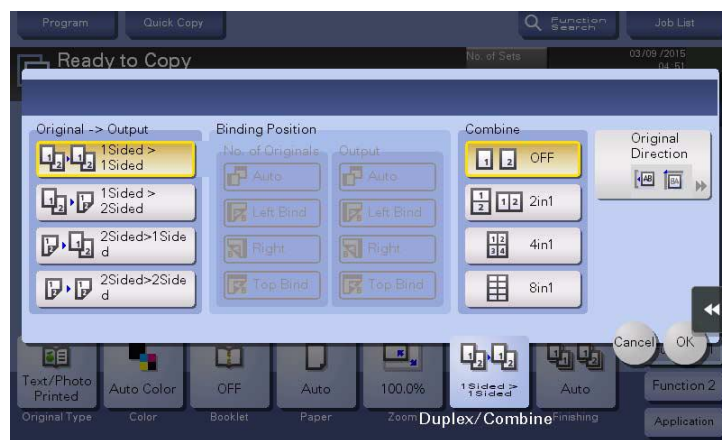 Program
Quick Copy
Function
Search
Job List
Ready to Copy
No. of Sets
03/09/2015
04:51
Original -> Output
Binding Position
Combine
1Sided >
1Sided
1Sided >
2Sided
2Sided>1Side
d
2Sided>2Side
d
No. of Originals
Output
Auto
Auto
Left Bind
Left Bind
Right
Right
Top Bind
Top Bind
OFF
2in1
4in1
8in1
Original
Direction
Cancel
OK
Text/Photo
Printed
Auto Color
OFF
Auto
100.0%
1Sided >
1Sided
Auto
Function 2
Original Type
Color
Booklet
Paper
Zoom
Duplex/Combine
Finishing
Application